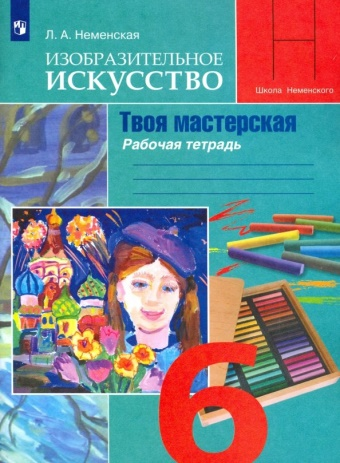 Л. А. Неменская
ИЗОБРАЗИТЕЛЬНОЕ
ИСКУССТВО
Школа Неменского
Твоя мастерская
Рабочая тетрадь
6